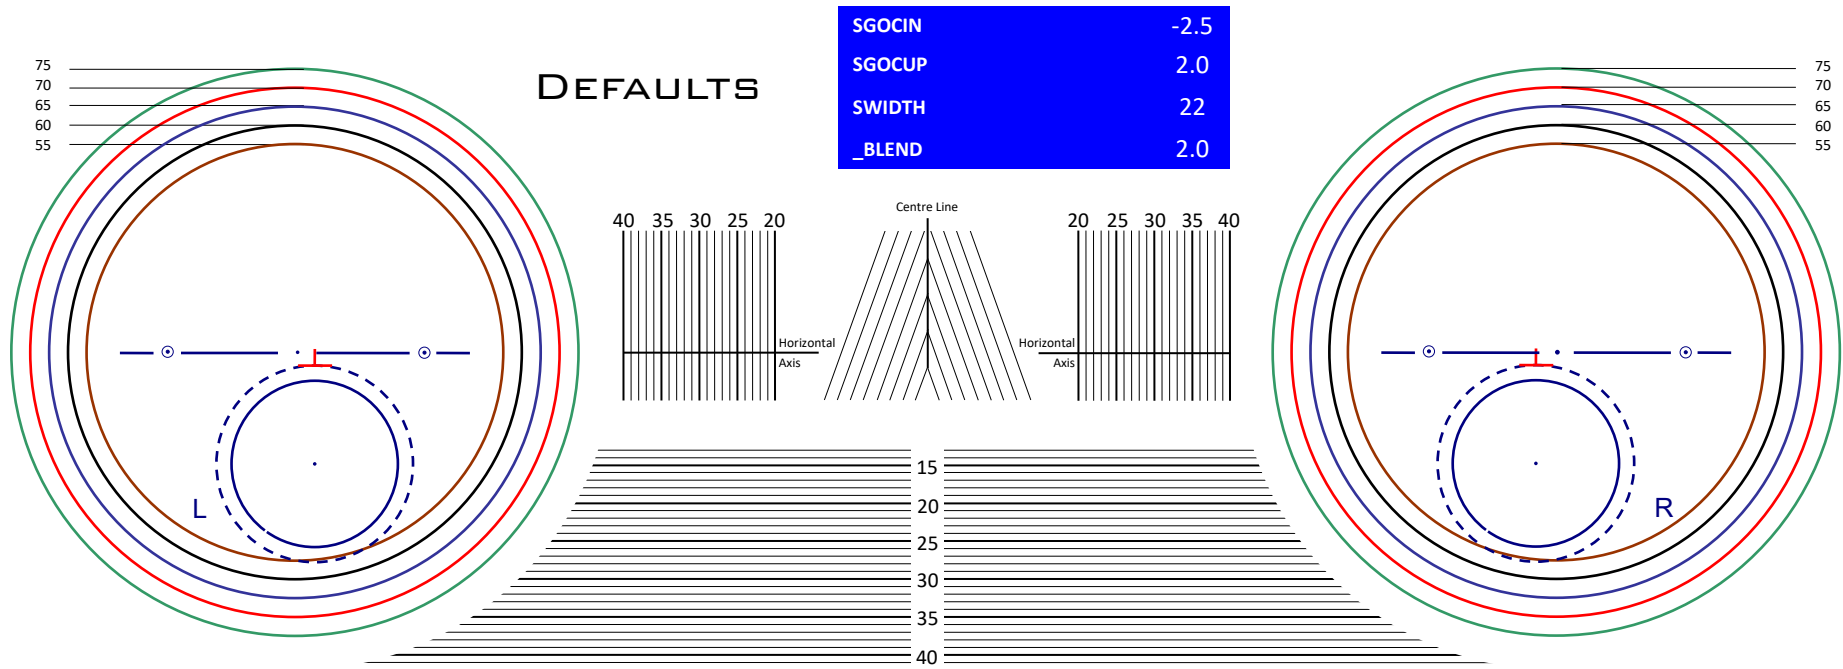 DEFAULTS
SGOCIN -2.5
SGOCUP 2.0
SWIDTH 22
_BLEND 2.0
75
70
65
60
55
75
70
65
60
55
Centre Line
40 35 30 25 20
20 25 30 35 40
Horizontal
Axis
Horizontal
Axis
L
R
15
20
25
30
35
40